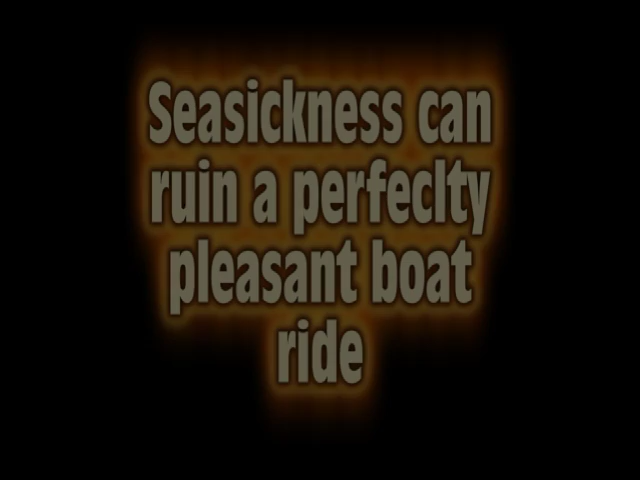 Seasickness can
ruin a perfeclty
pleasant boat
ride